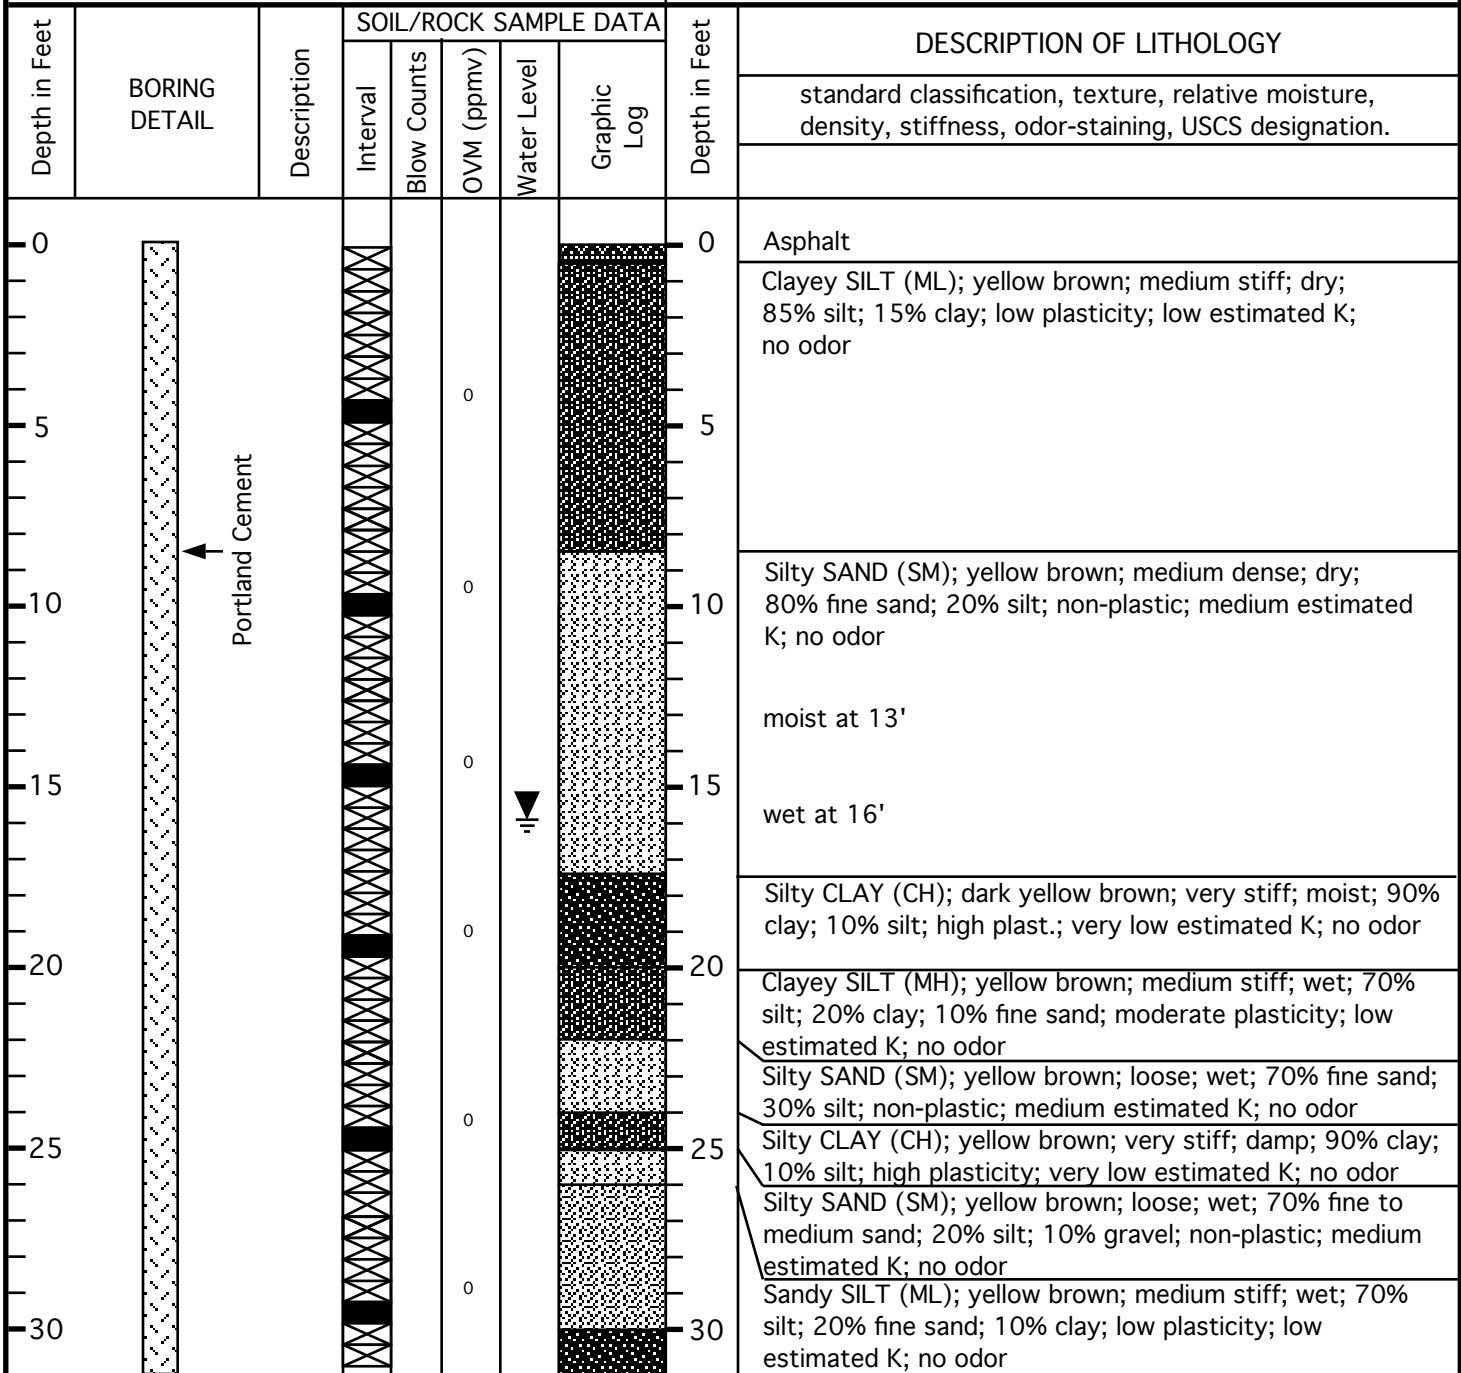 SOIL/ROCK SAMPLE DATA
Depth in Feet
BORING
DETAIL
Description
Interval
Blow Counts
OVM (ppmv)
Water Level
Graphic
Log
Depth in Feet
DESCRIPTION OF LITHOLOGY
standard classification, texture, relative moisture,
density, stiffness, odor-staining, USCS designation.
0
5
10
15
20
25
30
Portland Cement
0
0
0
0
0
0
0
5
10
15
20
25
30
Asphalt
Clayey SILT (ML); yellow brown; medium stiff; dry;
85% silt; 15% clay; low plasticity; low estimated K;
no odor
Silty SAND (SM); yellow brown; medium dense; dry;
80% fine sand; 20% silt; non-plastic; medium estimated
K; no odor
moist at 13'
wet at 16'
Silty CLAY (CH); dark yellow brown; very stiff; moist; 90%
clay; 10% silt; high plast.; very low estimated K; no odor
Clayey SILT (MH); yellow brown; medium stiff; wet; 70%
silt; 20% clay; 10% fine sand; moderate plasticity; low
estimated K; no odor
Silty SAND (SM); yellow brown; loose; wet; 70% fine sand;
30% silt; non-plastic; medium estimated K; no odor
Silty CLAY (CH); yellow brown; very stiff; damp; 90% clay;
10% silt; high plasticity; very low estimated K; no odor
Silty SAND (SM); yellow brown; loose; wet; 70% fine to
medium sand; 20% silt; 10% gravel; non-plastic; medium
estimated K; no odor
Sandy SILT (ML); yellow brown; medium stiff; wet; 70%
silt; 20% fine sand; 10% clay; low plasticity; low
estimated K; no odor